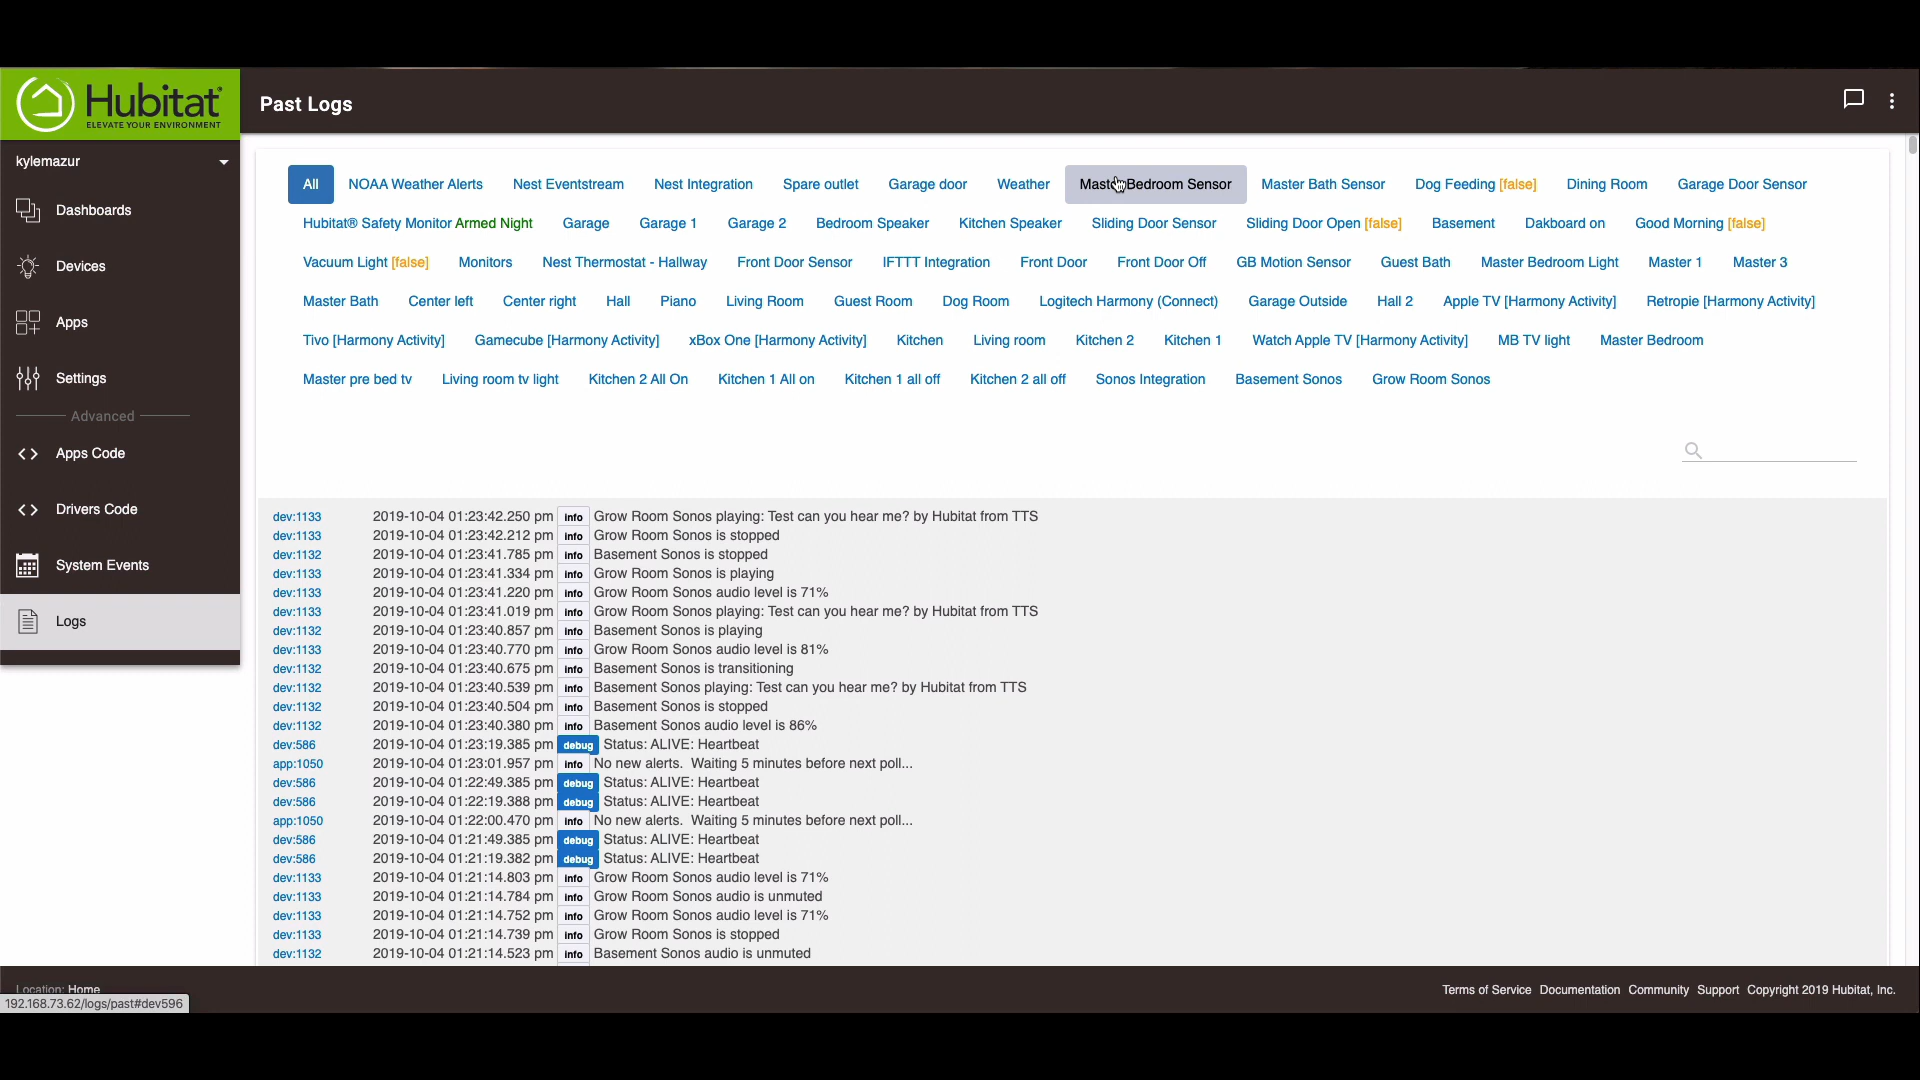 Hubitat®
ELEVATE YOUR ENVIRONMENT
Past Logs
kylemazur
Dashboards
Devices
Apps
Settings
Advanced
Apps Code
Drivers Code
System Events
Logs
All NOAA Weather Alerts Nest Eventstream Nest Integration Spare outlet Garage door Weather Master Bedroom Sensor Master Bath Sensor Dog Feeding [false] Dining Room Garage Door Sensor
Hubitat® Safety Monitor Armed Night Garage Garage 1 Garage 2 Bedroom Speaker Kitchen Speaker Sliding Door Sensor Sliding Door Open [false] Basement Dakboard on Good Morning [false]
Vacuum Light [false] Monitors Nest Thermostat - Hallway Front Door Sensor IFTTT Integration Front Door Front Door Off GB Motion Sensor Guest Bath Master Bedroom Light Master 1 Master 3
Master Bath Center left Center right Hall Piano Living Room Guest Room Dog Room Logitech Harmony (Connect) Garage Outside Hall 2 Apple TV [Harmony Activity] Retropie [Harmony Activity]
Tivo [Harmony Activity] Gamecube [Harmony Activity] xBox One [Harmony Activity] Kitchen Living room Kitchen 2 Kitchen 1 Watch Apple TV [Harmony Activity] MB TV light Master Bedroom
Master pre bed tv Living room tv light Kitchen 2 All On Kitchen 1 All on Kitchen 1 all off Kitchen 2 all off Sonos Integration Basement Sonos Grow Room Sonos
dev:1133 2019-10-04 01:23:42.250 pm info Grow Room Sonos playing: Test can you hear me? by Hubitat from TTS
dev:1133 2019-10-04 01:23:42.212 pm info Grow Room Sonos is stopped
dev:1132 2019-10-04 01:23:41.785 pm info Basement Sonos is stopped
dev:1133 2019-10-04 01:23:41.334 pm info Grow Room Sonos is playing
dev:1133 2019-10-04 01:23:41.220 pm info Grow Room Sonos audio level is 71%
dev:1133 2019-10-04 01:23:41.019 pm info Grow Room Sonos playing: Test can you hear me? by Hubitat from TTS
dev:1132 2019-10-04 01:23:40.857 pm info Basement Sonos is playing
dev:1133 2019-10-04 01:23:40.770 pm info Grow Room Sonos audio level is 81%
dev:1132 2019-10-04 01:23:40.675 pm info Basement Sonos is transitioning
dev:1132 2019-10-04 01:23:40.539 pm info Basement Sonos playing: Test can you hear me? by Hubitat from TTS
dev:1132 2019-10-04 01:23:40.504 pm info Basement Sonos is stopped
dev:1132 2019-10-04 01:23:40.380 pm info Basement Sonos audio level is 86%
dev:586 2019-10-04 01:23:19.385 pm debug Status: ALIVE: Heartbeat
app:1050 2019-10-04 01:23:01.957 pm info No new alerts. Waiting 5 minutes before next poll...
dev:586 2019-10-04 01:22:49.385 pm debug Status: ALIVE: Heartbeat
dev:586 2019-10-04 01:22:19.388 pm debug Status: ALIVE: Heartbeat
app:1050 2019-10-04 01:22:00.470 pm info No new alerts. Waiting 5 minutes before next poll...
dev:586 2019-10-04 01:21:49.385 pm debug Status: ALIVE: Heartbeat
dev:586 2019-10-04 01:21:19.382 pm debug Status: ALIVE: Heartbeat
dev:1133 2019-10-04 01:21:14.803 pm info Grow Room Sonos audio level is 71%
dev:1133 2019-10-04 01:21:14.784 pm info Grow Room Sonos audio is unmuted
dev:1133 2019-10-04 01:21:14.752 pm info Grow Room Sonos audio level is 71%
dev:1133 2019-10-04 01:21:14.739 pm info Grow Room Sonos is stopped
dev:1132 2019-10-04 01:21:14.523 pm info Basement Sonos audio is unmuted
Location: Home
192.168.73.62/logs/past#dev596
Terms of Service Documentation Community Support Copyright 2019 Hubitat, Inc.